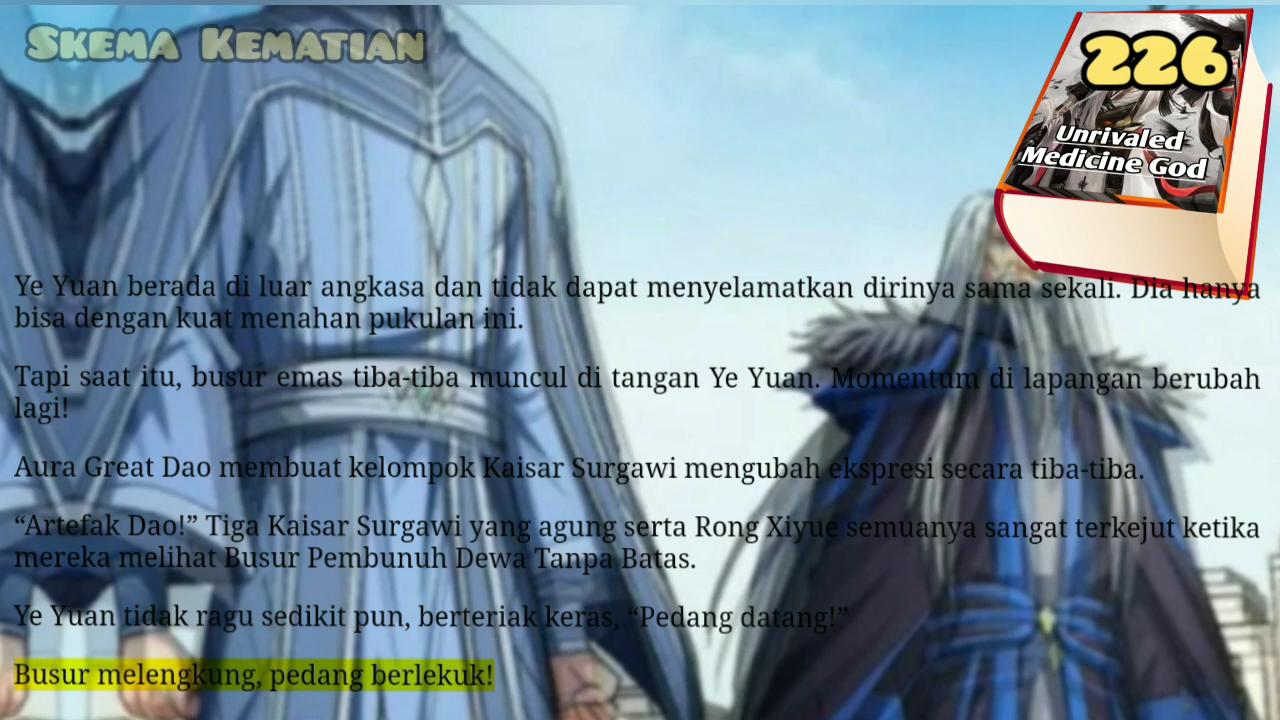 Skema Kematian
226
Unrivaled
Medicine God
Ye Yuan berada di luar angkasa dan tidak dapat menyelamatkan dirinya sama sekali. Dia hanya
bisa dengan kuat menahan pukulan ini.
Tapi saat itu, busur emas tiba-tiba muncul di tangan Ye Yuan. Momentum di lapangan berubah
lagi!
Aura Great Dao membuat kelompok Kaisar Surgawi mengubah ekspresi secara tiba-tiba.
“Artefak Dao!” Tiga Kaisar Surgawi yang agung serta Rong Xiyue semuanya sangat terkejut ketika
mereka melihat Busur Pembunuh Dewa Tanpa Batas.
Ye Yuan tidak ragu sedikit pun, berteriak keras, “Pedang datang!”
Busur melengkung, pedang berlekuk!